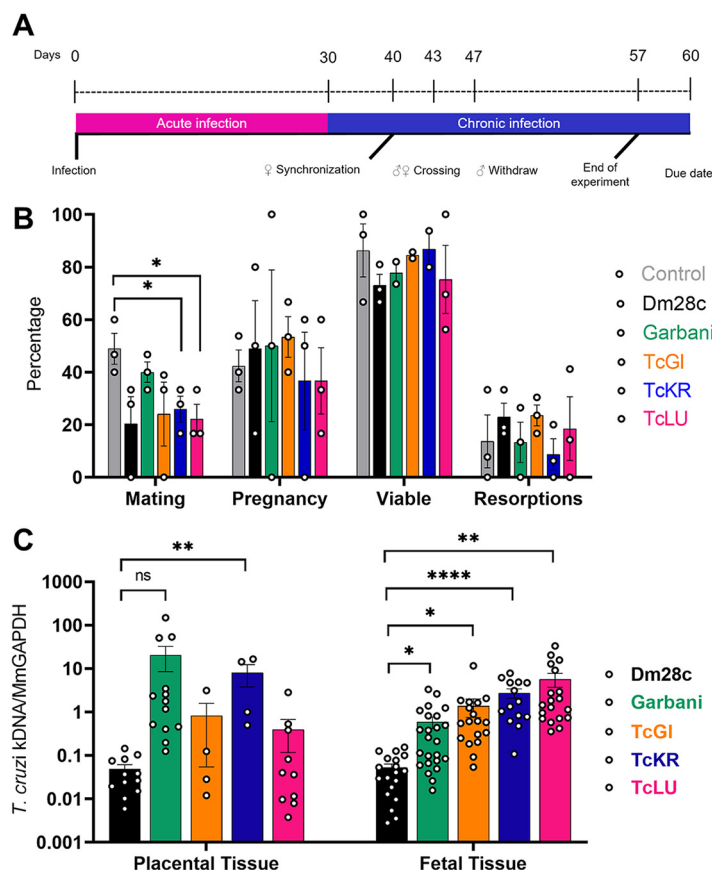 A
Days 0 30 40 43 47 57 60
Acute infection Chronic infection
Infection ♀ Synchronization ♂♀ Crossing ♂ Withdraw End of experiment Due date
B
Percentage
100
80
60
40
20
0
* 
*
Mating Pregnancy Viable Resorptions
Control
Dm28c
Garbani
TcGI
TcKR
TcLU
C
T. cruzi kDNA/MmGAPDH
1000
100
10
1
0.1
0.01
0.001
ns
**
**
****
*
*
Placental Tissue Fetal Tissue
Dm28c
Garbani
TcGI
TcKR
TcLU